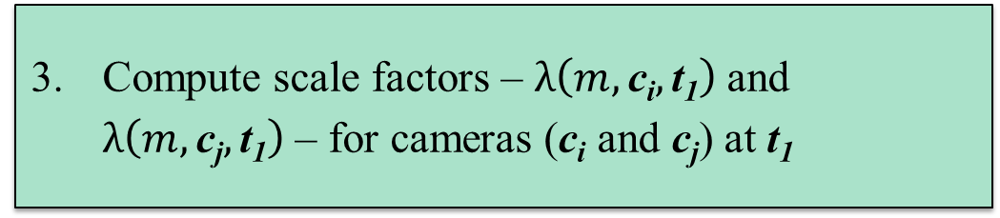 3. Compute scale factors – λ(m, cᵢ, t₁) and
λ(m, cⱼ, t₁) – for cameras (cᵢ and cⱼ) at t₁